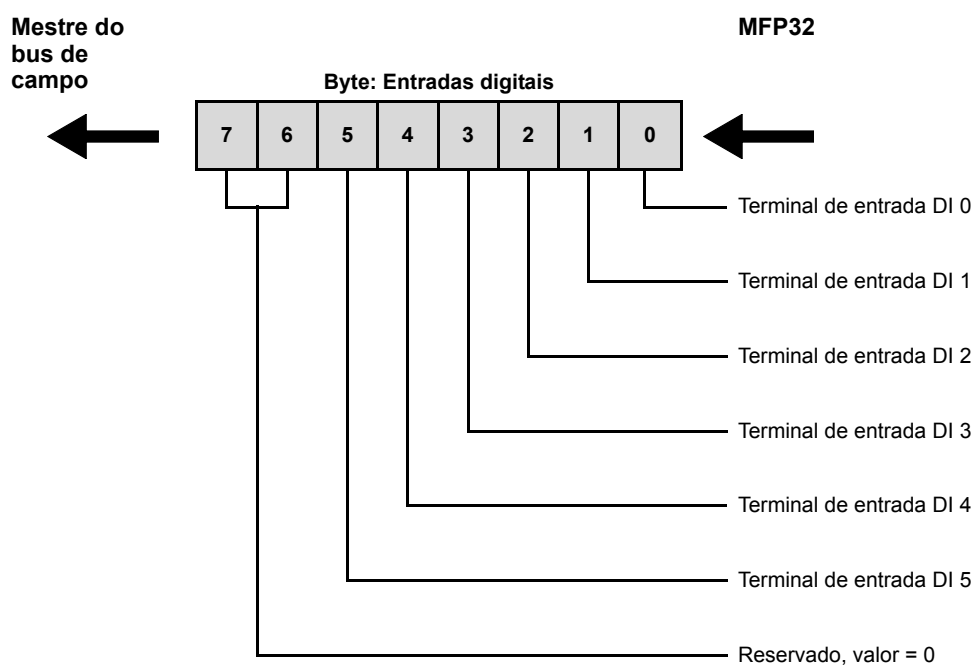 Mestre do
bus de
campo
MFP32
Byte: Entradas digitais
7 6 5 4 3 2 1 0
Terminal de entrada DI 0
Terminal de entrada DI 1
Terminal de entrada DI 2
Terminal de entrada DI 3
Terminal de entrada DI 4
Terminal de entrada DI 5
Reservado, valor = 0